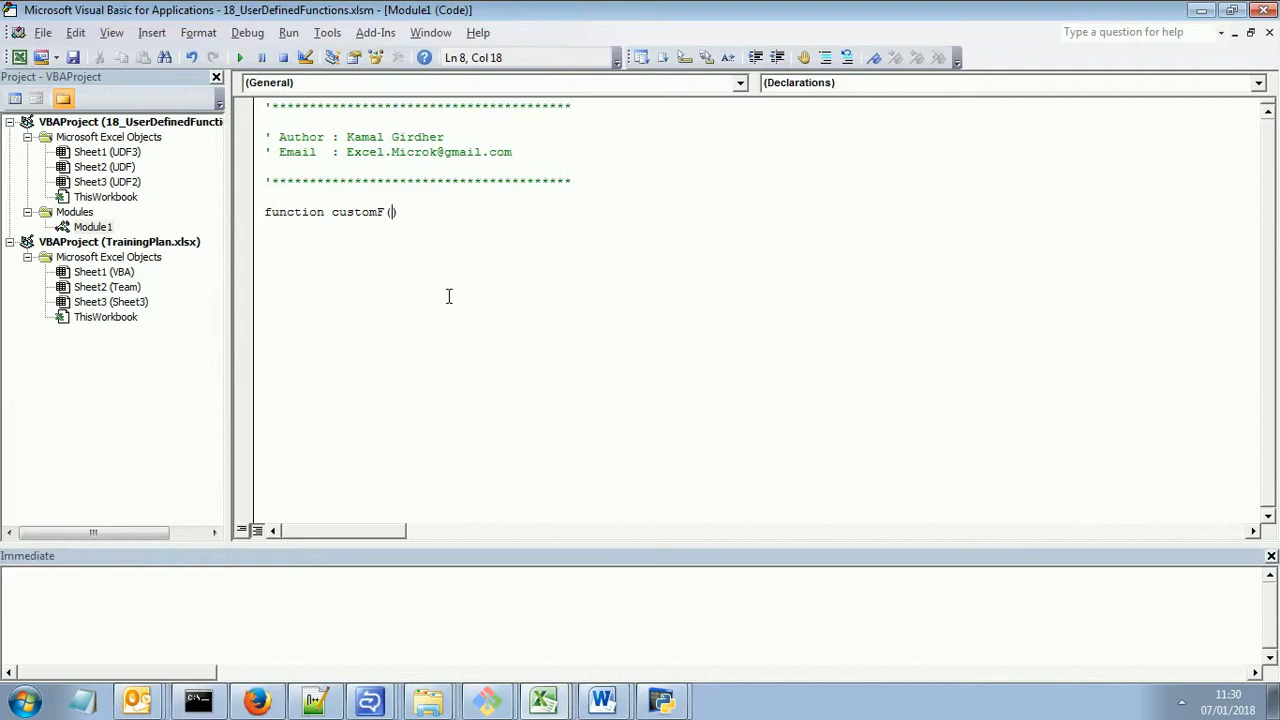 Microsoft Visual Basic for Applications - 18_UserDefinedFunctions.xlsm - [Module1 (Code)]
File Edit View Insert Format Debug Run Tools Add-Ins Window Help
Type a question for help
Ln 8, Col 18
Project - VBAProject
(General)
(Declarations)
VBAProject (18_UserDefinedFuncti
Microsoft Excel Objects
Sheet1 (UDF3)
Sheet2 (UDF)
Sheet3 (UDF2)
ThisWorkbook
Modules
Module1
VBAProject (TrainingPlan.xlsx)
Microsoft Excel Objects
Sheet1 (VBA)
Sheet2 (Team)
Sheet3 (Sheet3)
ThisWorkbook
'****************************************
' Author : Kamal Girdher
' Email  : Excel.Microk@gmail.com
'****************************************
function customF()
Immediate
11:30
07/01/2018